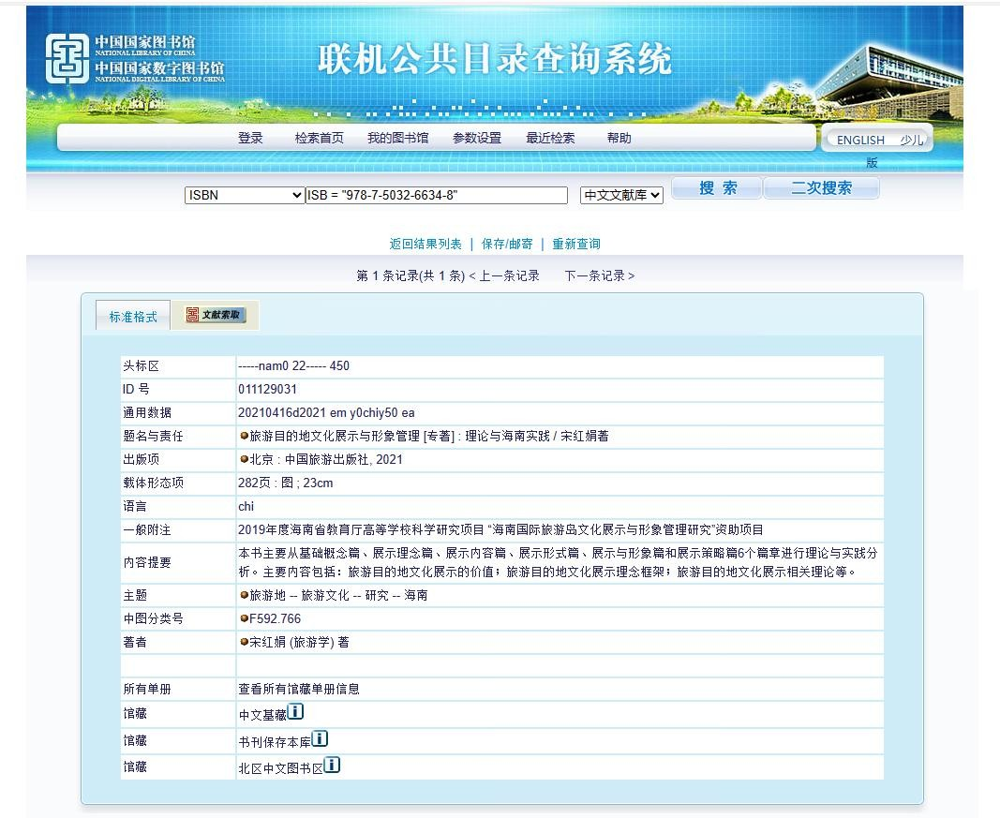 中国国家图书馆
NATIONAL LIBRARY OF CHINA
中国国家数字图书馆
NATIONAL DIGITAL LIBRARY OF CHINA
联机公共目录查询系统
登录 检索首页 我的图书馆 参数设置 最近检索 帮助 ENGLISH 少儿
版
ISBN ISB = "978-7-5032-6634-8" 中文文献库 搜 索 二次搜索
返回结果列表 | 保存/邮寄 | 重新查询
第 1 条记录(共 1 条) < 上一条记录 下一条记录 >
标准格式 文献索取
头标区 -----nam0 22----- 450
ID 号 011129031
通用数据 20210416d2021 em y0chiy50 ea
题名与责任 旅游目的地文化展示与形象管理 [专著] : 理论与海南实践 / 宋红娟著
出版项 北京 : 中国旅游出版社, 2021
载体形态项 282页 : 图 ; 23cm
语言 chi
一般附注 2019年度海南省教育厅高等学校科学研究项目 “海南国际旅游岛文化展示与形象管理研究”资助项目
内容提要 本书主要从基础概念篇、展示理念篇、展示内容篇、展示形式篇、展示与形象篇和展示策略篇6个篇章进行理论与实践分
析。主要内容包括：旅游目的地文化展示的价值；旅游目的地文化展示理念框架；旅游目的地文化展示相关理论等。
主题 旅游地 -- 旅游文化 -- 研究 -- 海南
中图分类号 F592.766
著者 宋红娟 (旅游学) 著
所有单册 查看所有馆藏单册信息
馆藏 中文基藏
馆藏 书刊保存本库
馆藏 北区中文图书区